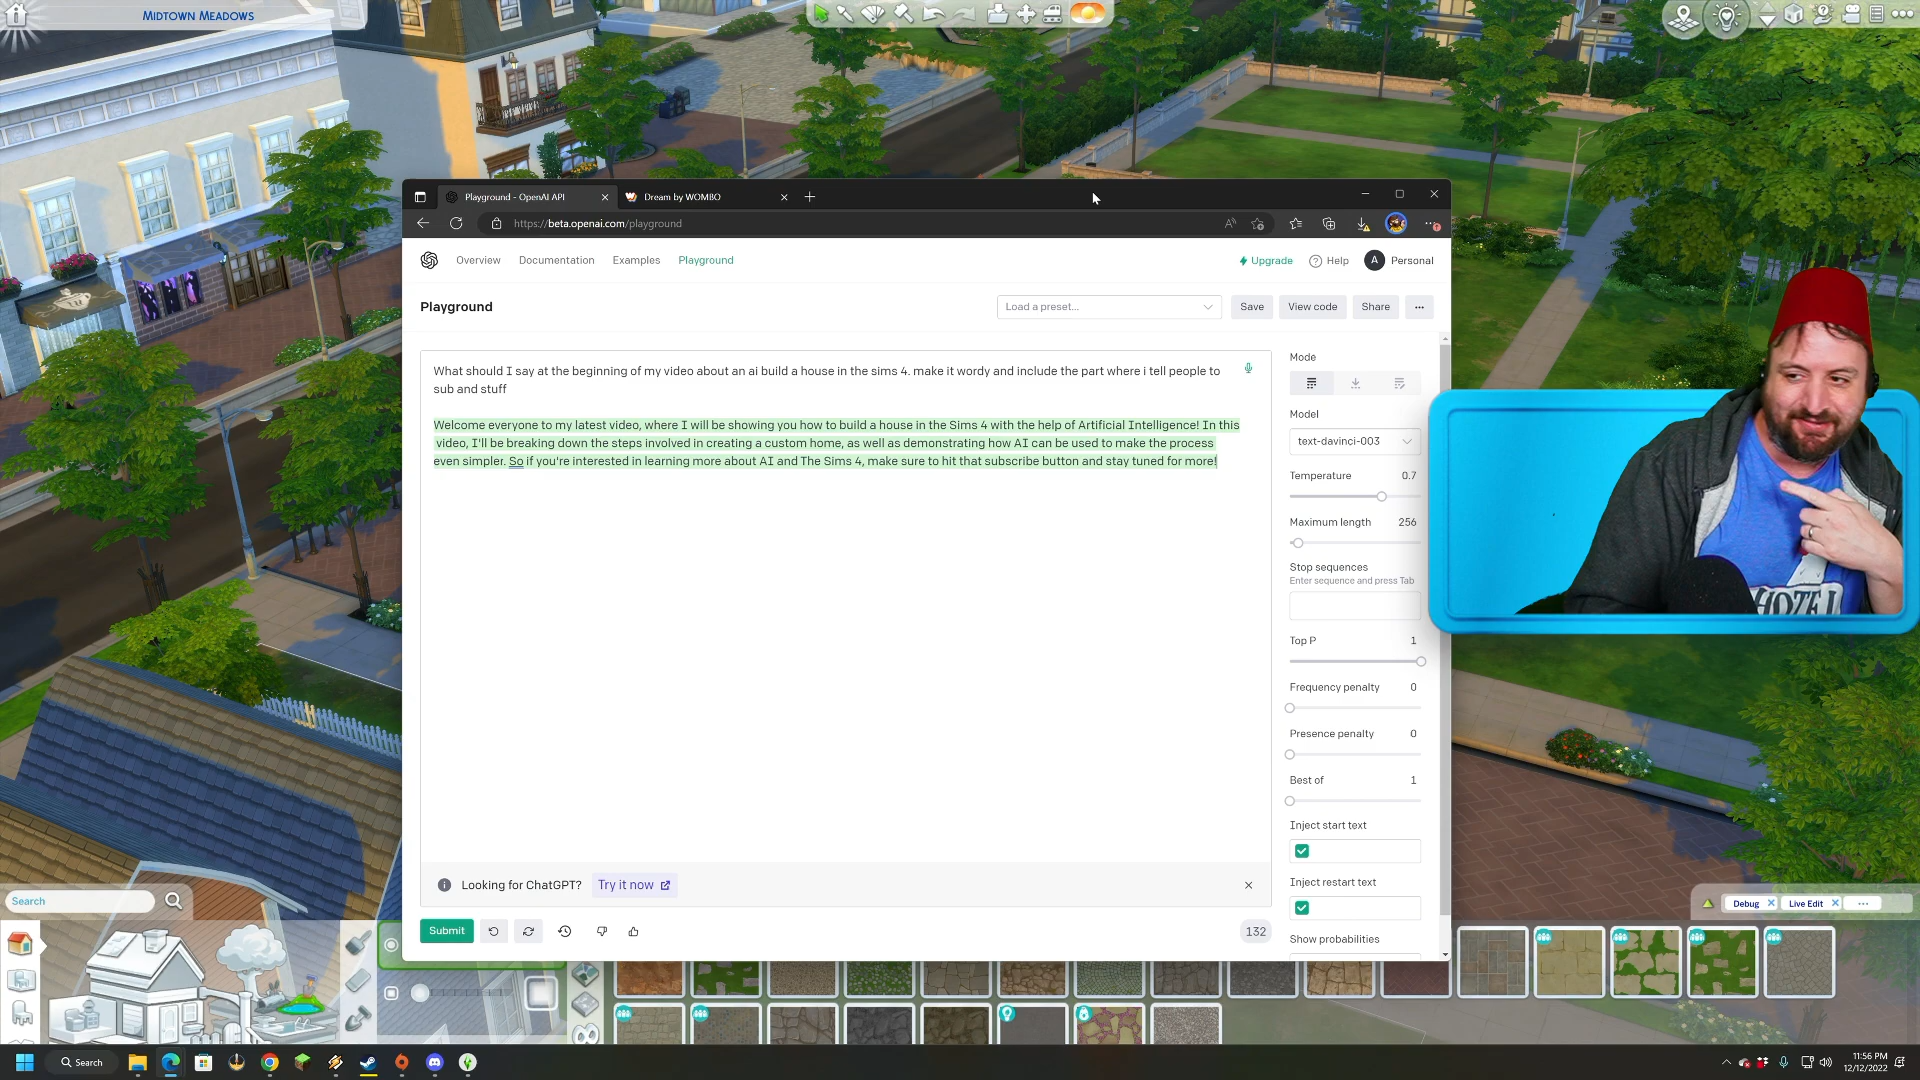 MIDTOWN MEADOWS
Playground - OpenAI API
Dream by WOMBO
https://beta.openai.com/playground
Overview
Documentation
Examples
Playground
Upgrade
Help
A
Personal
Playground
Load a preset...
Save
View code
Share
What should I say at the beginning of my video about an ai build a house in the sims 4. make it wordy and include the part where i tell people to
sub and stuff
Welcome everyone to my latest video, where I will be showing you how to build a house in the Sims 4 with the help of Artificial Intelligence! In this
video, I'll be breaking down the steps involved in creating a custom home, as well as demonstrating how AI can be used to make the process
even simpler. So if you're interested in learning more about AI and The Sims 4, make sure to hit that subscribe button and stay tuned for more!
Mode
Model
text-davinci-003
Temperature 0.7
Maximum length 256
Stop sequences
Enter sequence and press Tab
Top P 1
Frequency penalty 0
Presence penalty 0
Best of 1
Inject start text
Inject restart text
Show probabilities
Looking for ChatGPT? Try it now
Submit
132
HOTEL
Search
Debug
Live Edit
...
Search
11:56 PM
12/12/2022